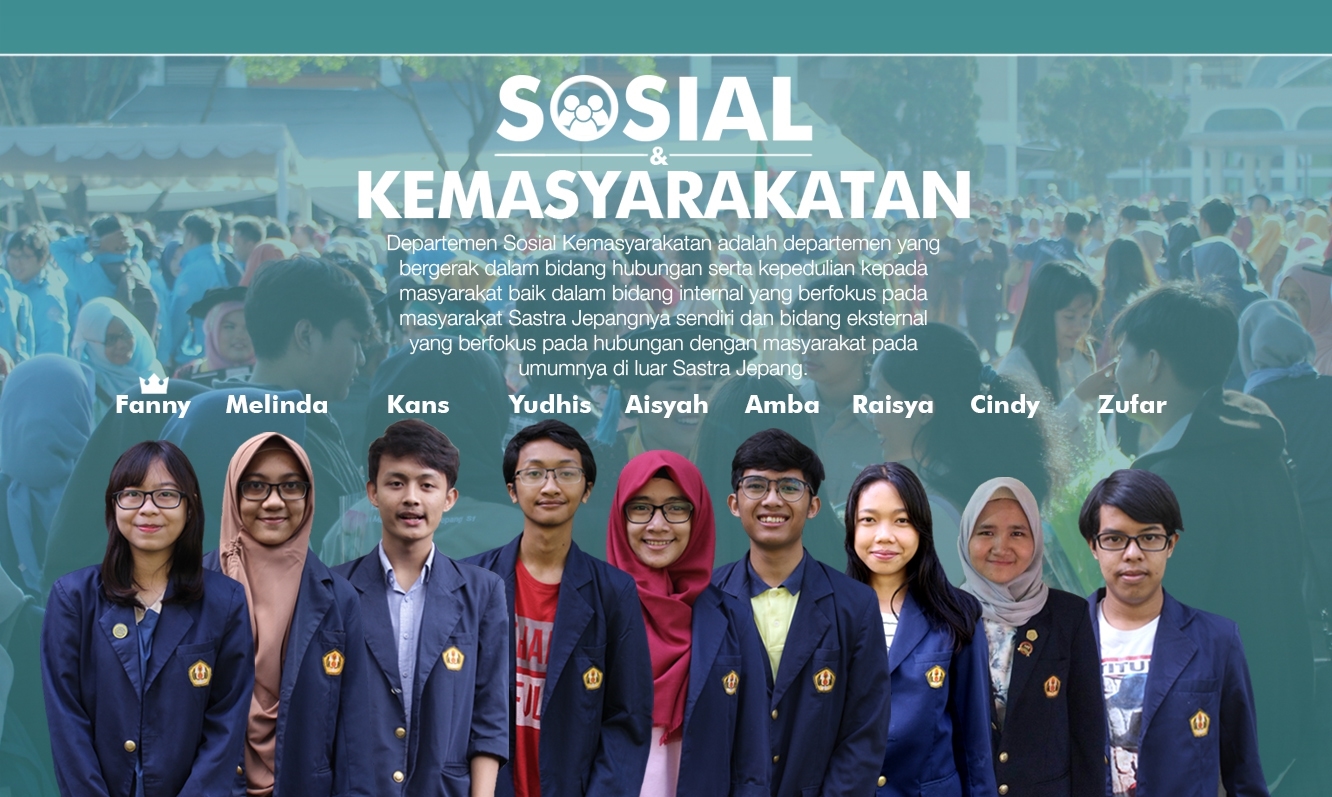 SOSIAL
&
KEMASYARAKATAN
Departemen Sosial Kemasyarakatan adalah departemen yang
bergerak dalam bidang hubungan serta kepedulian kepada
masyarakat baik dalam bidang internal yang berfokus pada
masyarakat Sastra Jepangnya sendiri dan bidang eksternal
yang berfokus pada hubungan dengan masyarakat pada
umumnya di luar Sastra Jepang.
Fanny Melinda Kans Yudhis Aisyah Amba Raisya Cindy Zufar